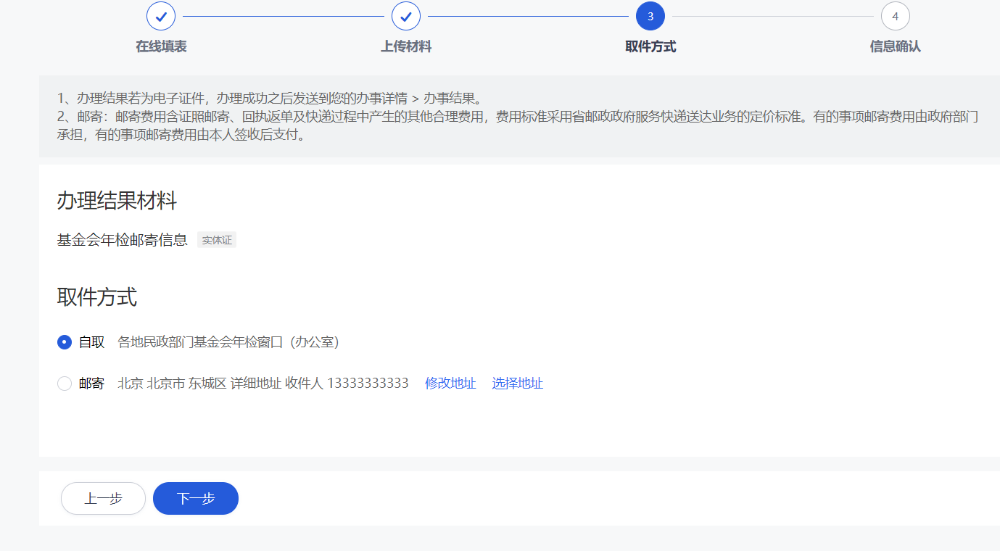 3
4
在线填表
上传材料
取件方式
信息确认
1、办理结果若为电子证件，办理成功之后发送到您的办事详情 > 办事结果。
2、邮寄：邮寄费用含证照邮寄、回执返单及快递过程中产生的其他合理费用，费用标准采用省邮政政府服务快递送达业务的定价标准。有的事项邮寄费用由政府部门
承担，有的事项邮寄费用由本人签收后支付。
办理结果材料
基金会年检邮寄信息 实体证
取件方式
自取 各地民政部门基金会年检窗口（办公室）
邮寄 北京 北京市 东城区 详细地址 收件人 13333333333 修改地址 选择地址
上一步 下一步